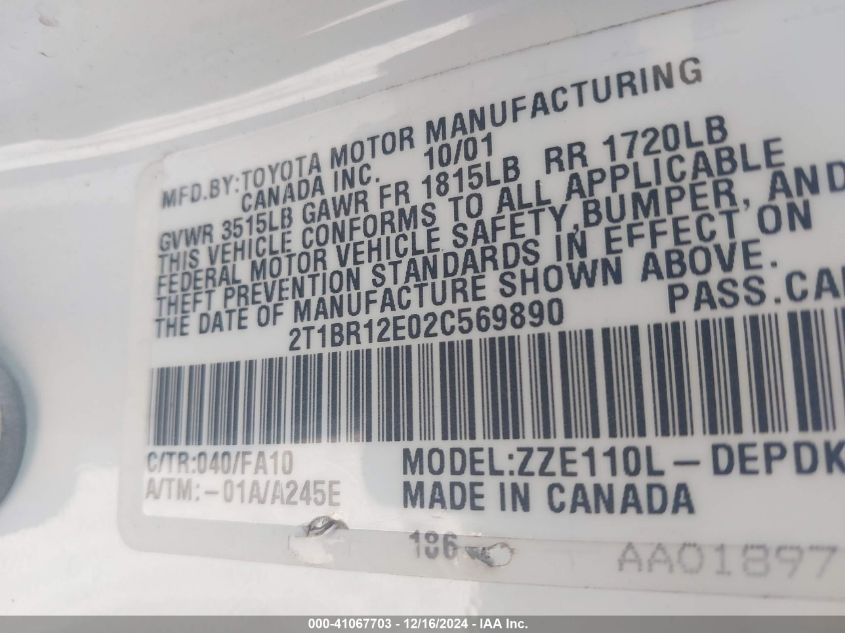 MFD.BY:TOYOTA MOTOR MANUFACTURING
CANADA INC. 10/01
GVWR 3515LB GAWR FR 1815LB RR 1720LB
THIS VEHICLE CONFORMS TO ALL APPLICABLE
FEDERAL MOTOR VEHICLE SAFETY,BUMPER, AND
THEFT PREVENTION STANDARDS IN EFFECT ON
THE DATE OF MANUFACTURE SHOWN ABOVE.
2T1BR12E02C569890 PASS.CA
C/TR:040/FA10 MODEL:ZZE110L-DEPDK
A/TM:-01A/A245E MADE IN CANADA
186 AA01897
000-41067703 - 12/16/2024 - IAA Inc.